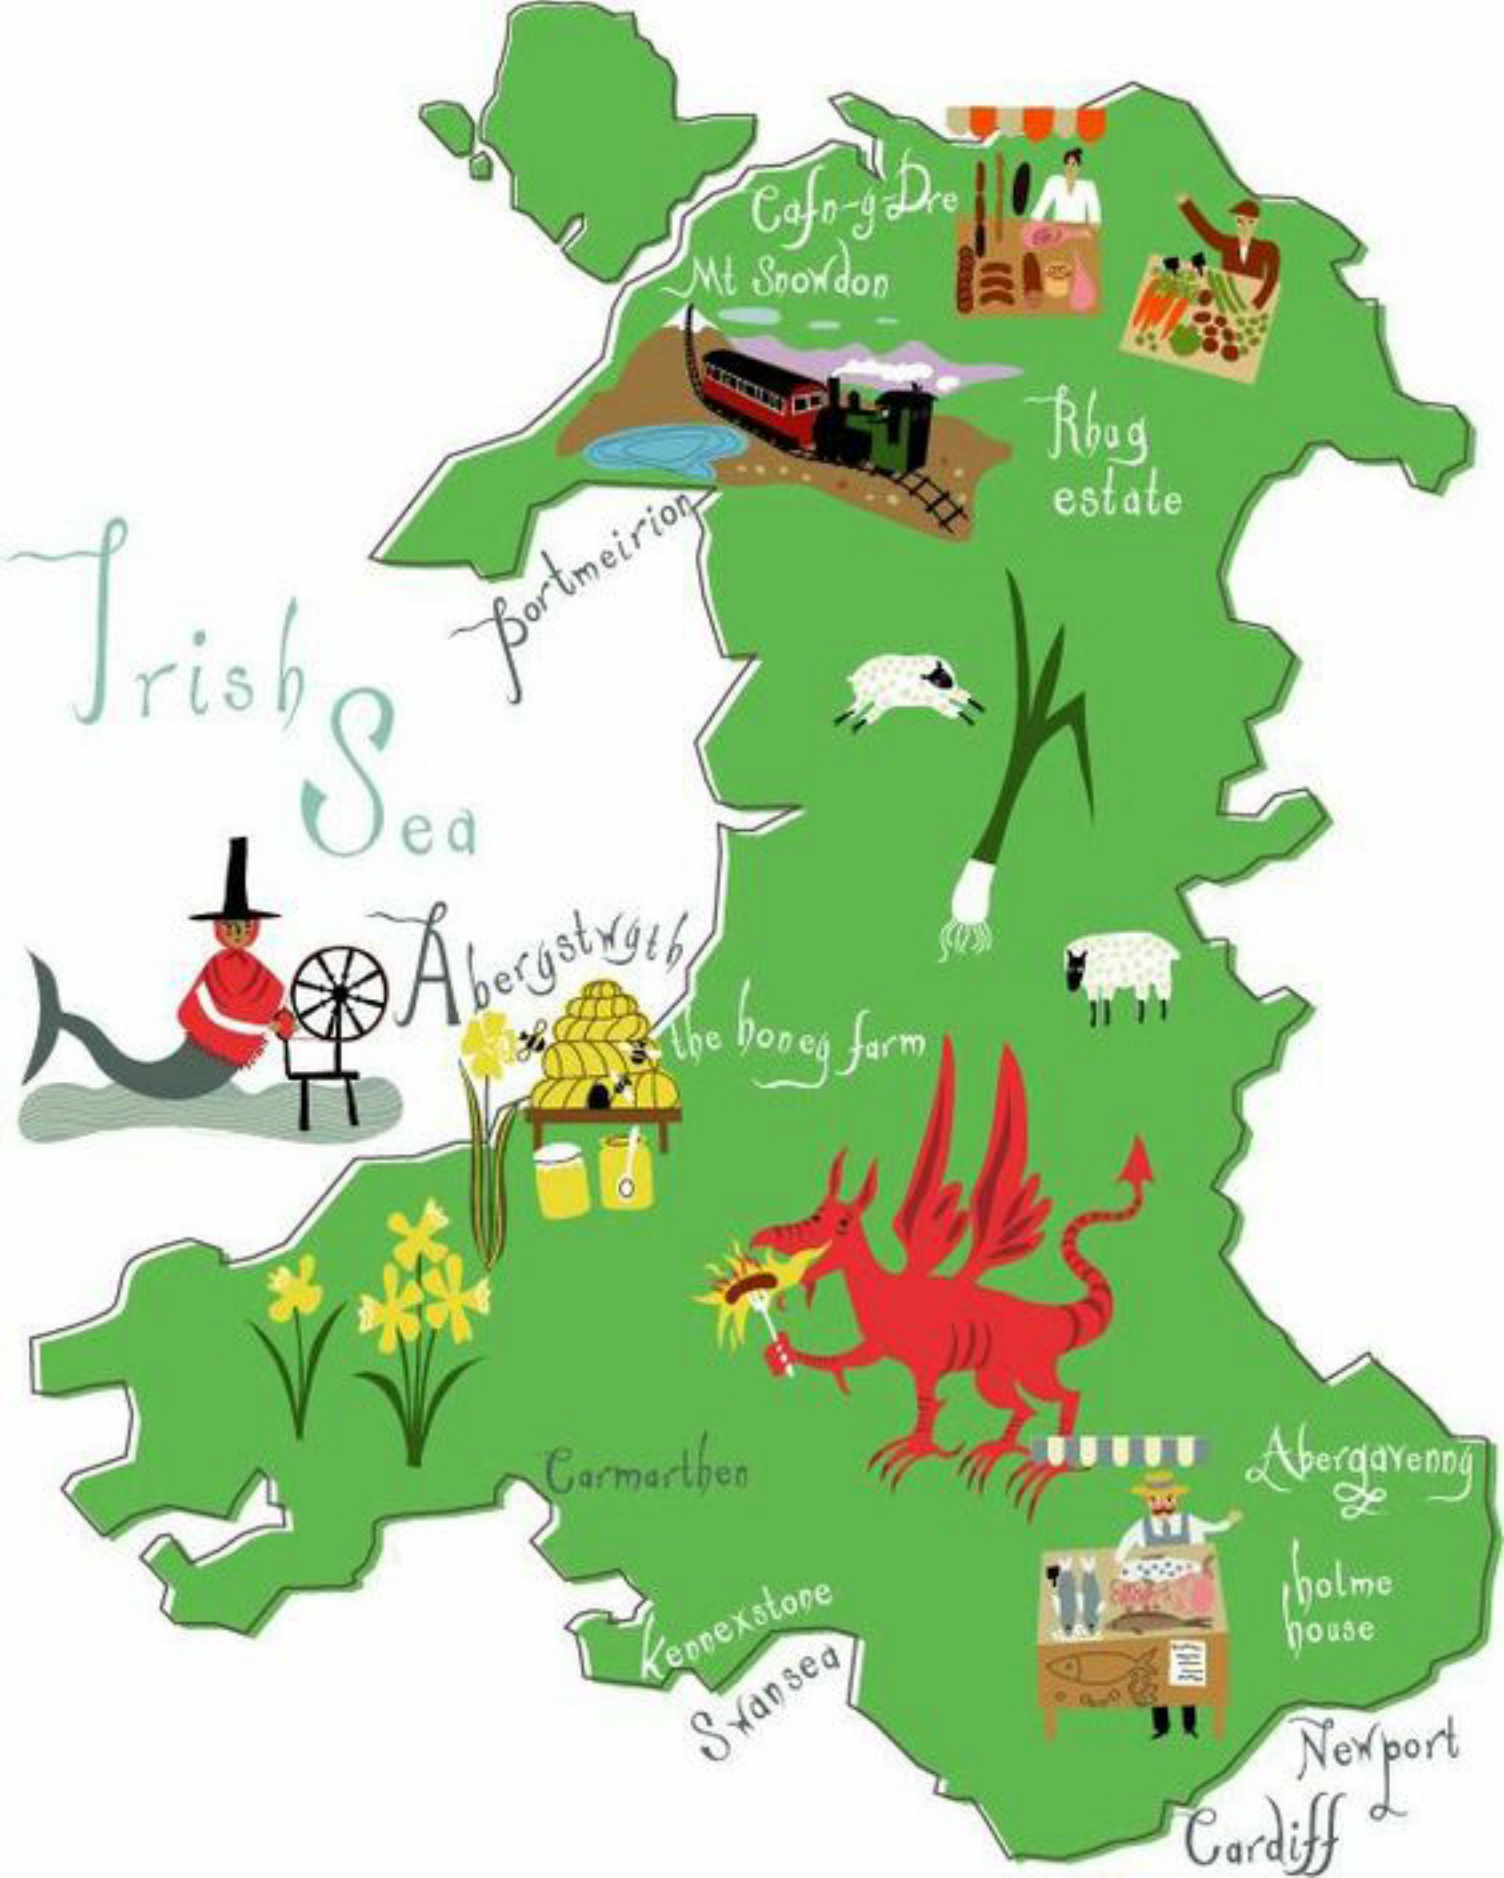 Cafn-y-Dre
Mt Snowdon
Rhug
estate
Portmeirion
Irish
Sea
Aberystwyth
the honey farm
Carmarthen
Abergavenny
holme
house
Kennexstone
Swansea
Newport
Cardiff